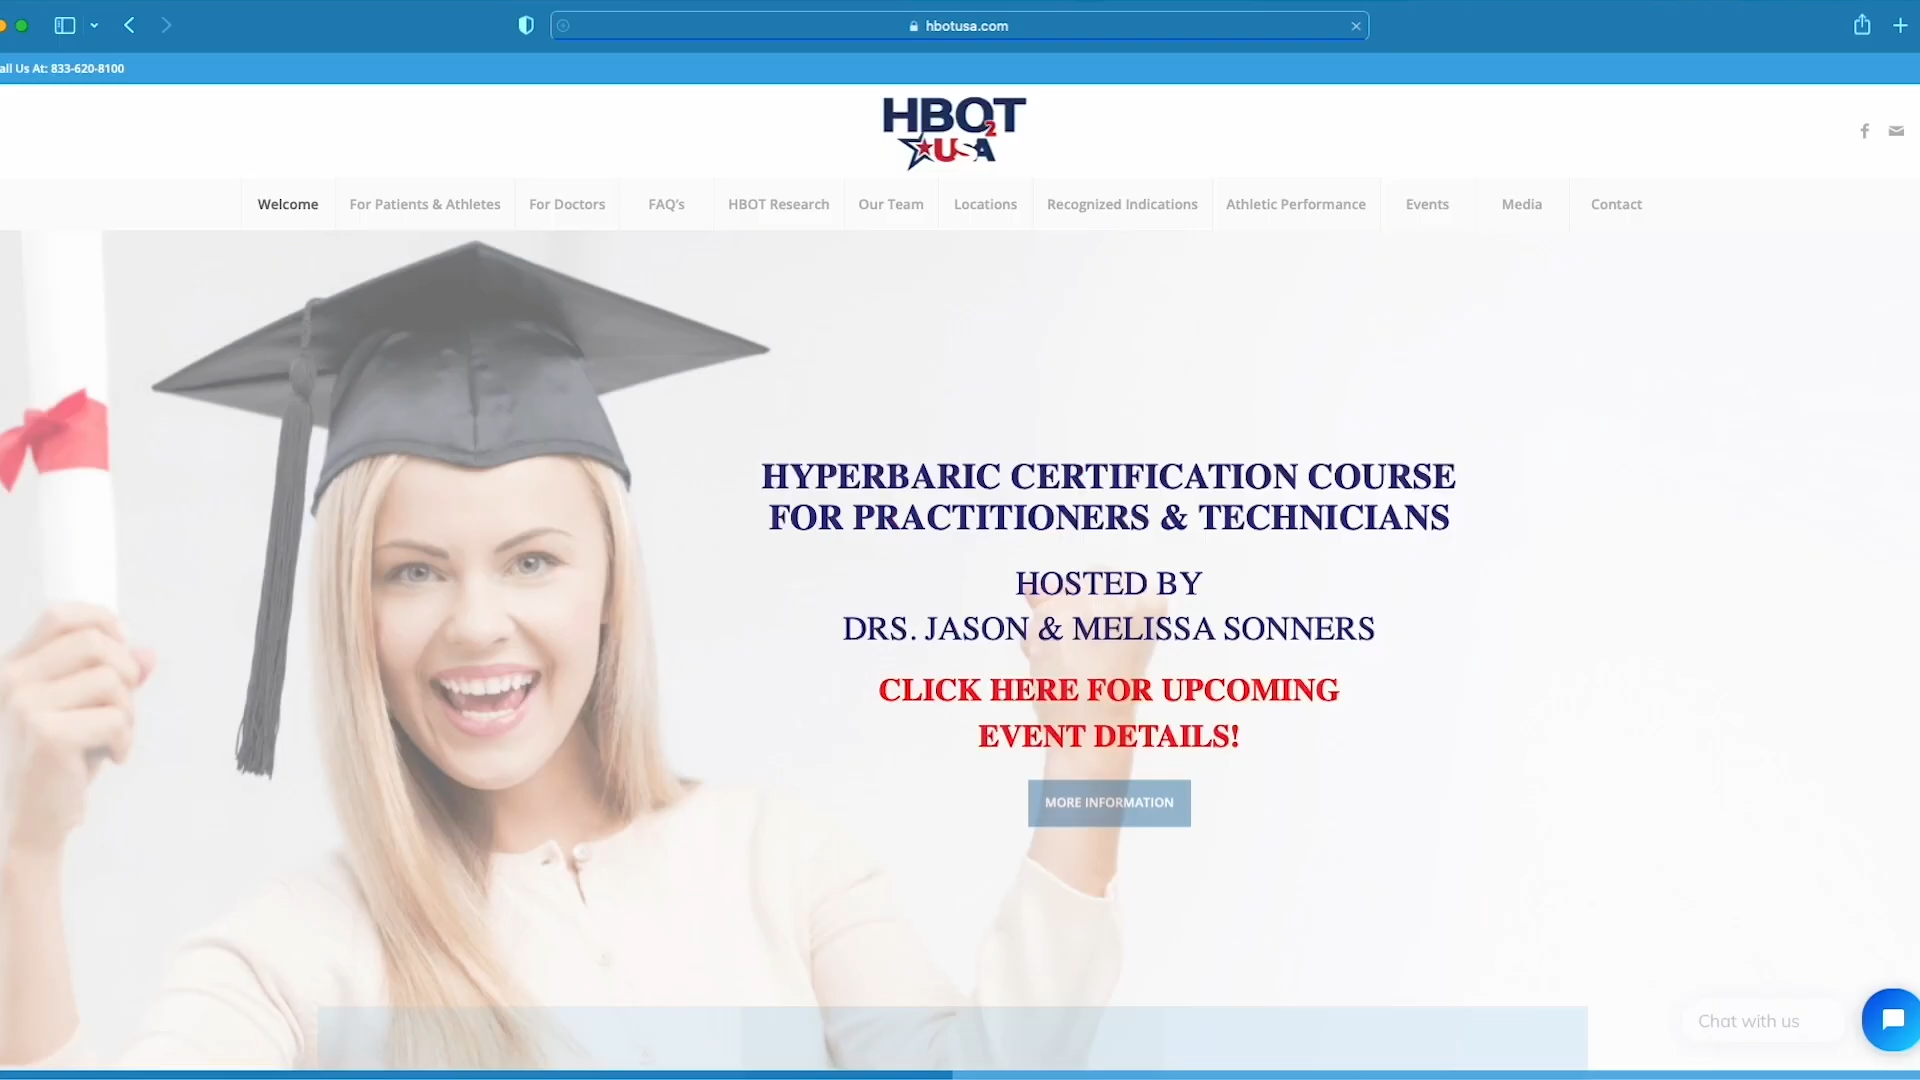 hbotusa.com
all Us At: 833-620-8100
HBOT
2
USA
Welcome
For Patients & Athletes
For Doctors
FAQ's
HBOT Research
Our Team
Locations
Recognized Indications
Athletic Performance
Events
Media
Contact
HYPERBARIC CERTIFICATION COURSE
FOR PRACTITIONERS & TECHNICIANS
HOSTED BY
DRS. JASON & MELISSA SONNERS
CLICK HERE FOR UPCOMING
EVENT DETAILS!
MORE INFORMATION
Chat with us